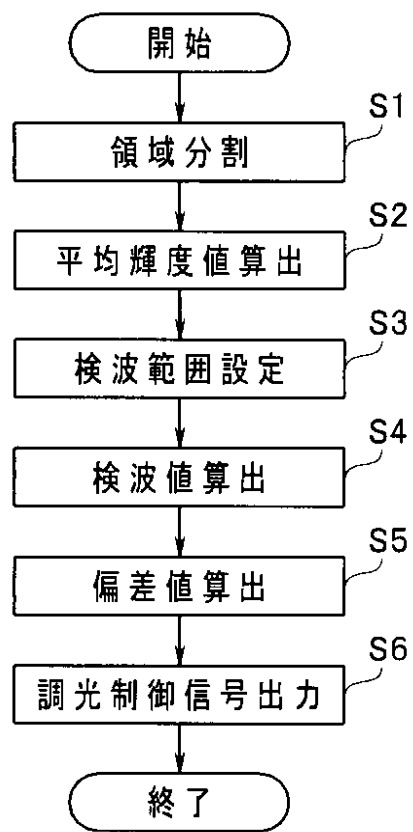 開始
S1
領域分割
S2
平均輝度値算出
S3
検波範囲設定
S4
検波値算出
S5
偏差値算出
S6
調光制御信号出力
終了